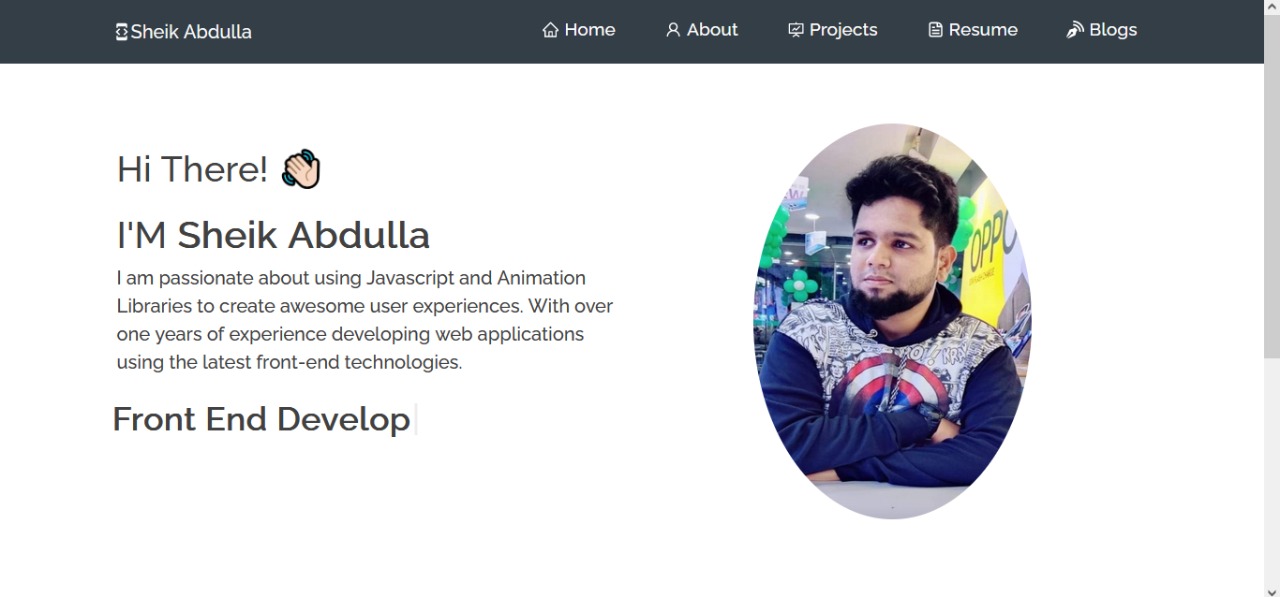 Sheik Abdulla
Home
About
Projects
Resume
Blogs
Hi There! 👋🏻
I'M Sheik Abdulla
I am passionate about using Javascript and Animation
Libraries to create awesome user experiences. With over
one years of experience developing web applications
using the latest front-end technologies.
Front End Develop
OPPO